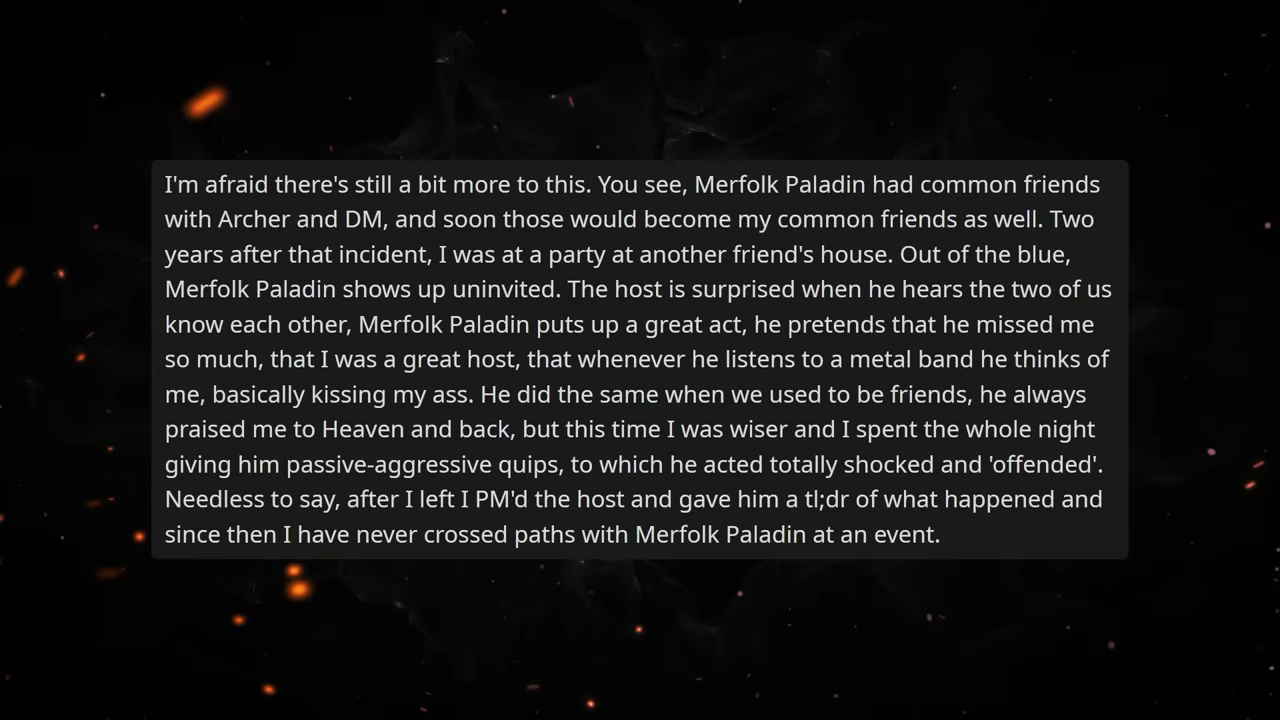 I'm afraid there's still a bit more to this. You see, Merfolk Paladin had common friends
with Archer and DM, and soon those would become my common friends as well. Two
years after that incident, I was at a party at another friend's house. Out of the blue,
Merfolk Paladin shows up uninvited. The host is surprised when he hears the two of us
know each other, Merfolk Paladin puts up a great act, he pretends that he missed me
so much, that I was a great host, that whenever he listens to a metal band he thinks of
me, basically kissing my ass. He did the same when we used to be friends, he always
praised me to Heaven and back, but this time I was wiser and I spent the whole night
giving him passive-aggressive quips, to which he acted totally shocked and 'offended'.
Needless to say, after I left I PM'd the host and gave him a tl;dr of what happened and
since then I have never crossed paths with Merfolk Paladin at an event.